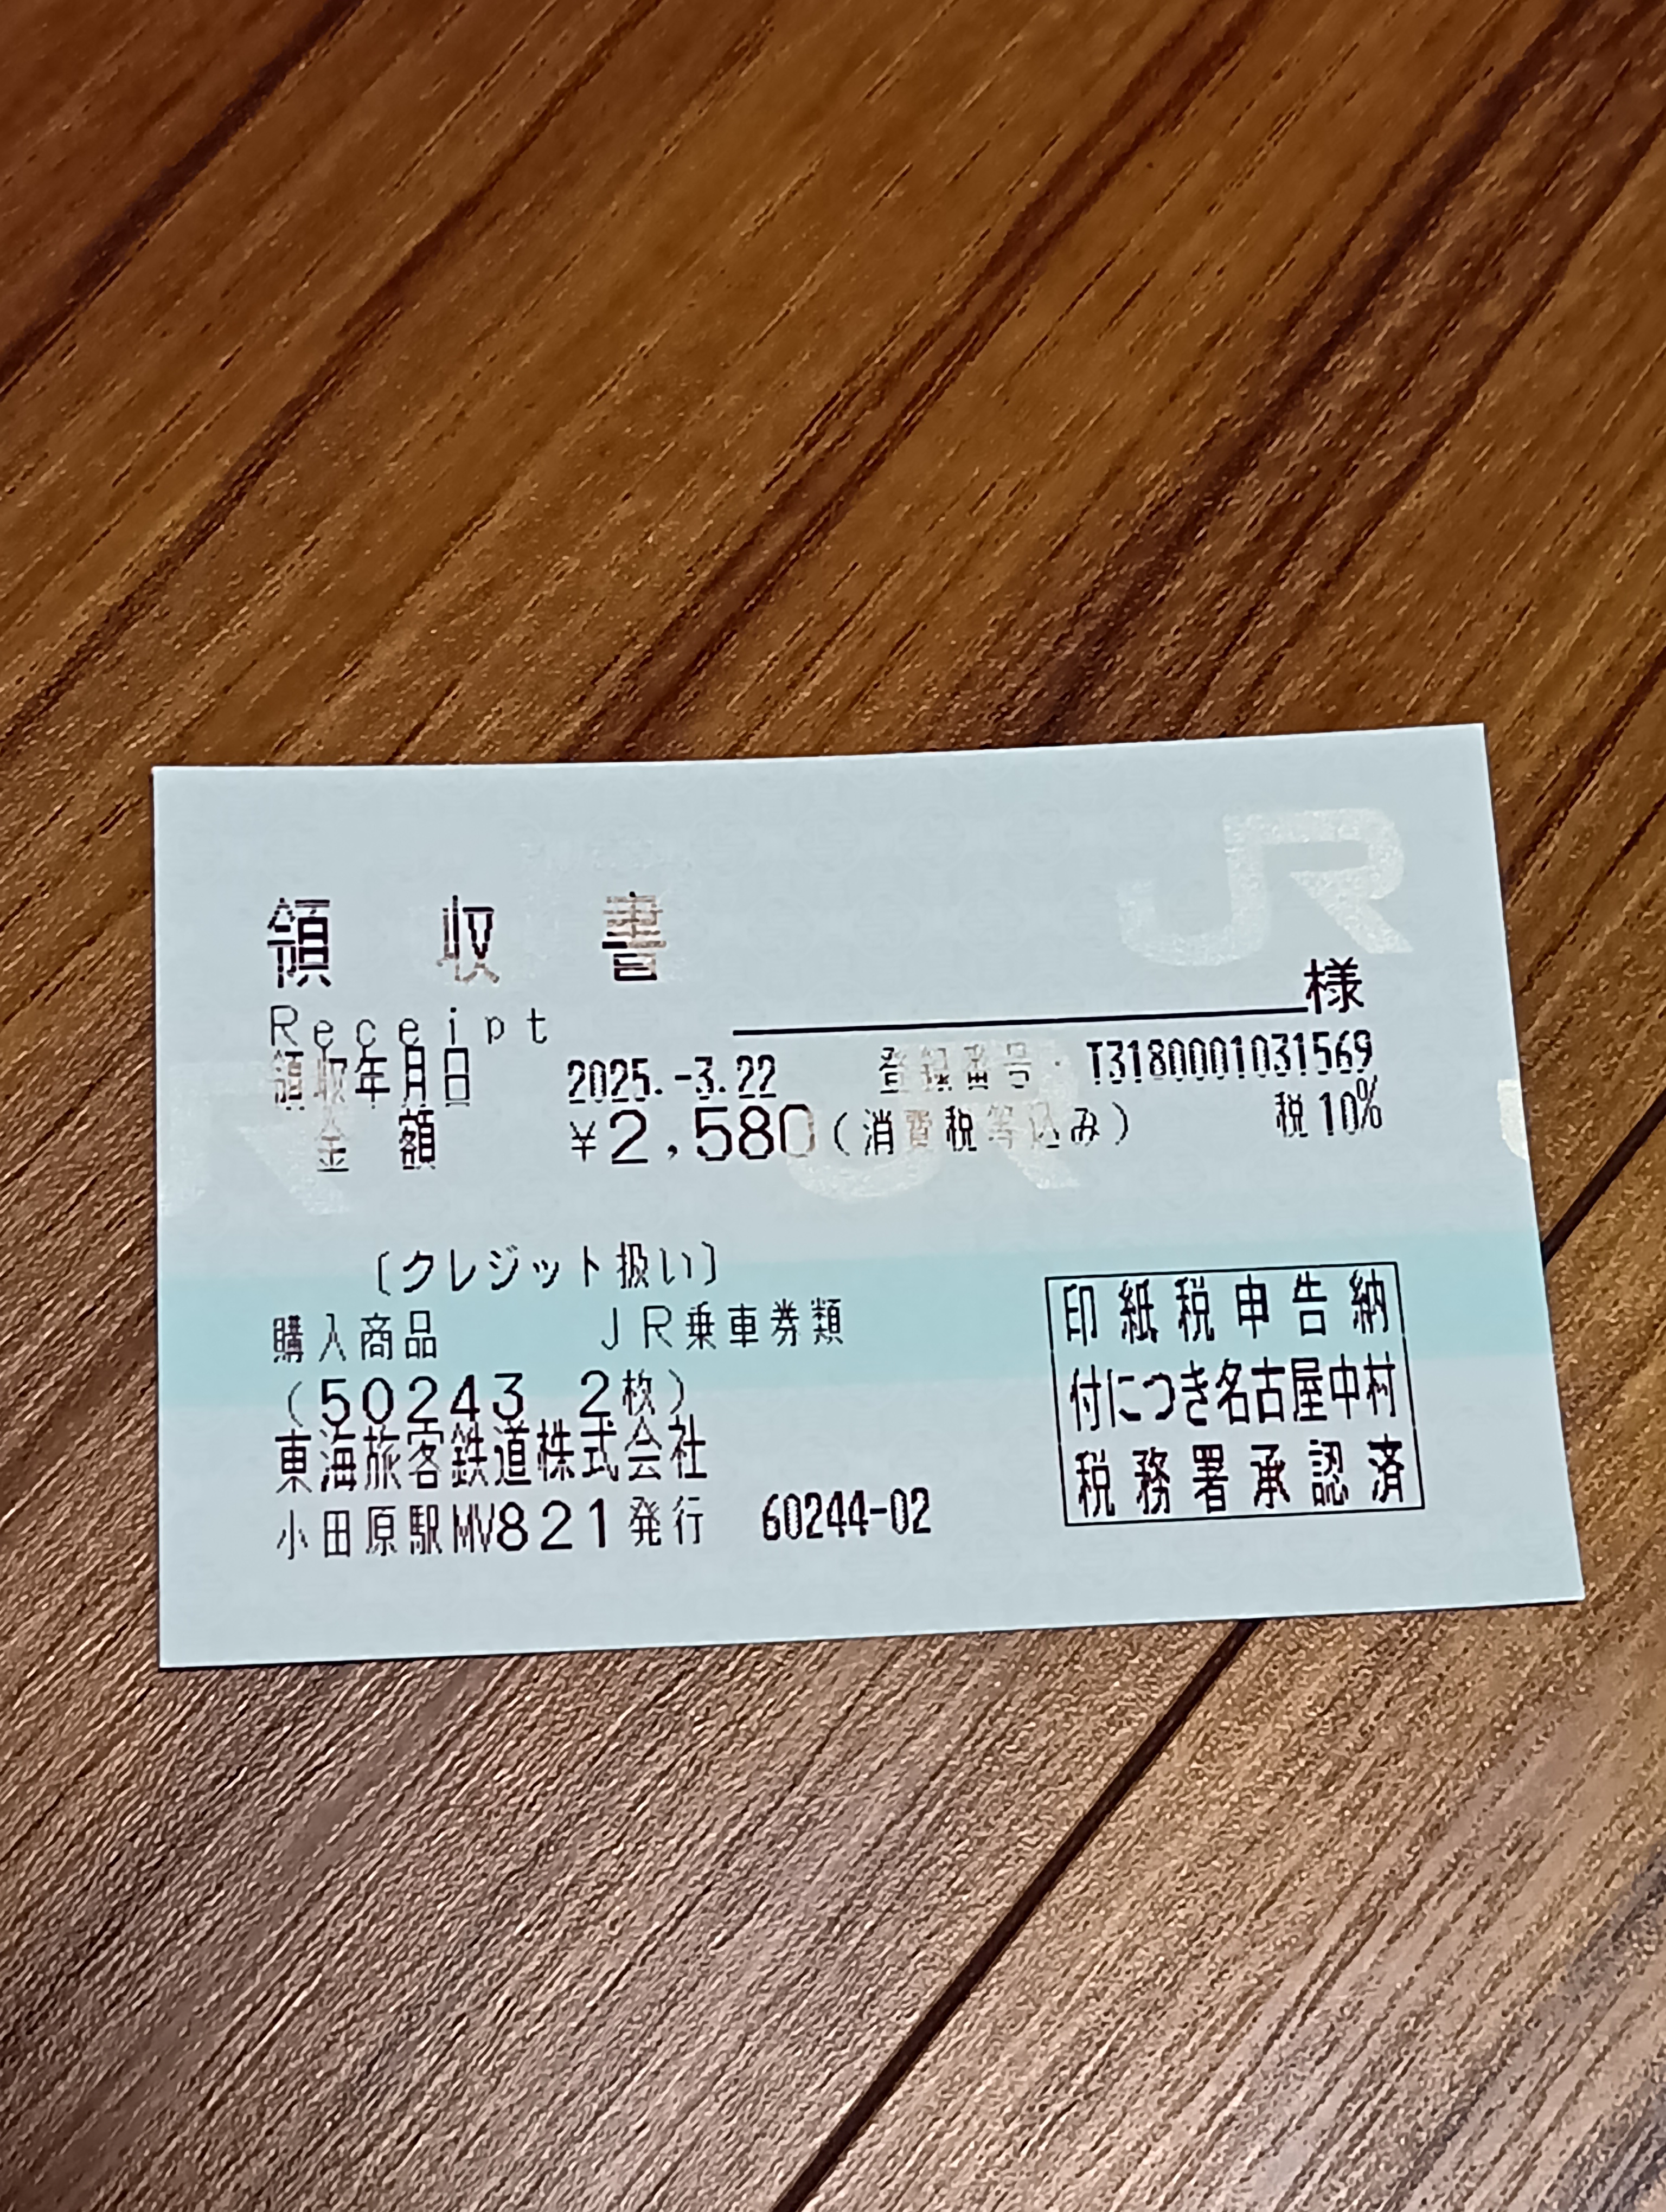 JR
領収書
Receipt
様
領収年月日 2025.-3.22 登録番号・T3180001031569
金額 ¥2,580(消費税等込み) 税10%
〔クレジット扱い〕
購入商品 JR乗車券類
(50243 2枚)
東海旅客鉄道株式会社
小田原駅MV821発行 60244-02
印紙税申告納
付につき名古屋中村
税務署承認済